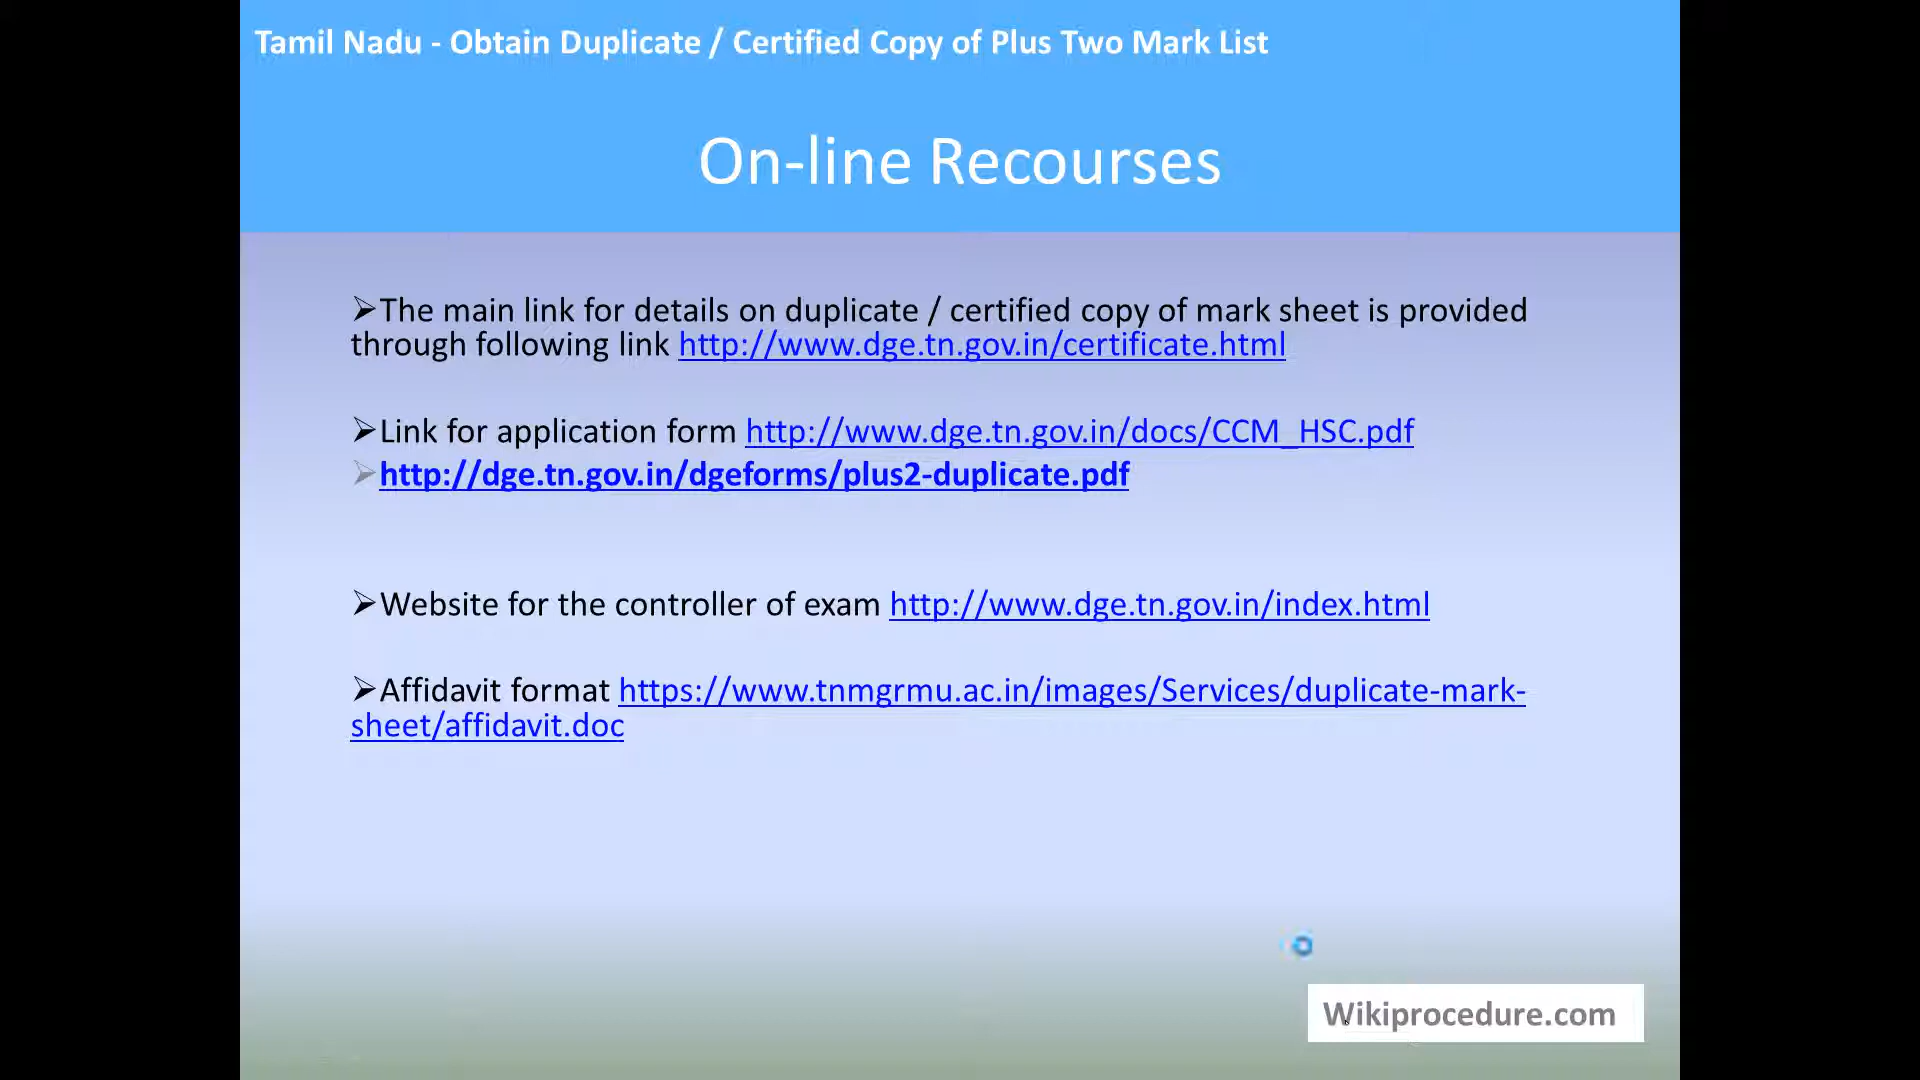 Tamil Nadu - Obtain Duplicate / Certified Copy of Plus Two Mark List
On-line Recourses
➢The main link for details on duplicate / certified copy of mark sheet is provided
through following link http://www.dge.tn.gov.in/certificate.html
➢Link for application form http://www.dge.tn.gov.in/docs/CCM_HSC.pdf
➢http://dge.tn.gov.in/dgeforms/plus2-duplicate.pdf
➢Website for the controller of exam http://www.dge.tn.gov.in/index.html
➢Affidavit format https://www.tnmgrmu.ac.in/images/Services/duplicate-mark-
sheet/affidavit.doc
Wikiprocedure.com